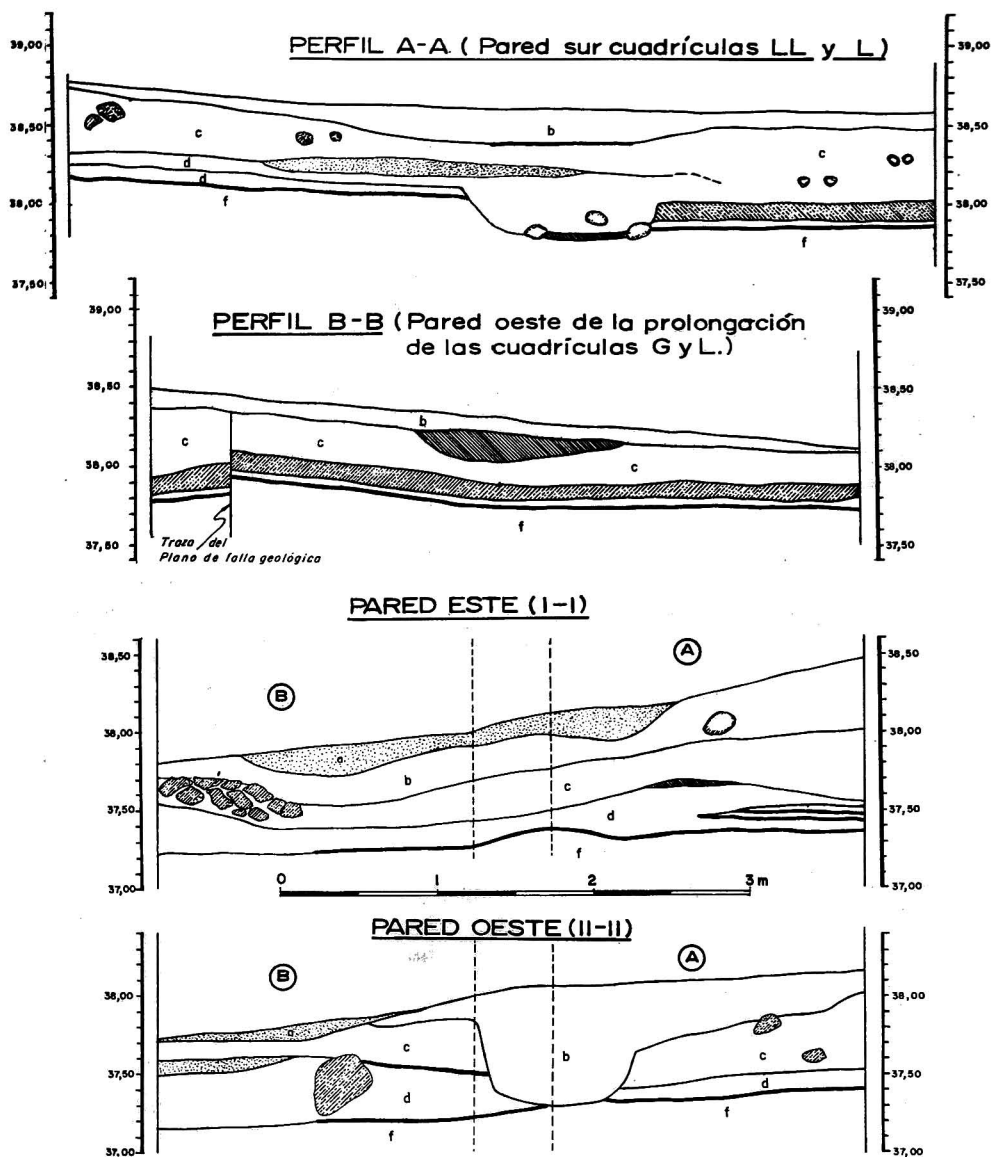 PERFIL A-A (Pared sur cuadrículas LL y L)
39,00
39,00
38,50
38,50
38,00
38,00
37,50
37,50
c
b
c
d
d
f
f
PERFIL B-B (Pared oeste de la prolongación
de las cuadrículas G y L.)
39,00
39,00
38,50
38,50
38,00
38,00
37,50
37,50
b
c
c
c
f
Traza del
Plano de falla geológica
PARED ESTE (I-I)
38,50
38,50
38,00
38,00
37,50
37,50
37,00
37,00
B
A
a
b
c
d
f
0 1 2 3 m
PARED OESTE (II-II)
B
A
38,00
38,00
37,50
37,50
37,00
37,00
a
c
b
c
d
d
f
f